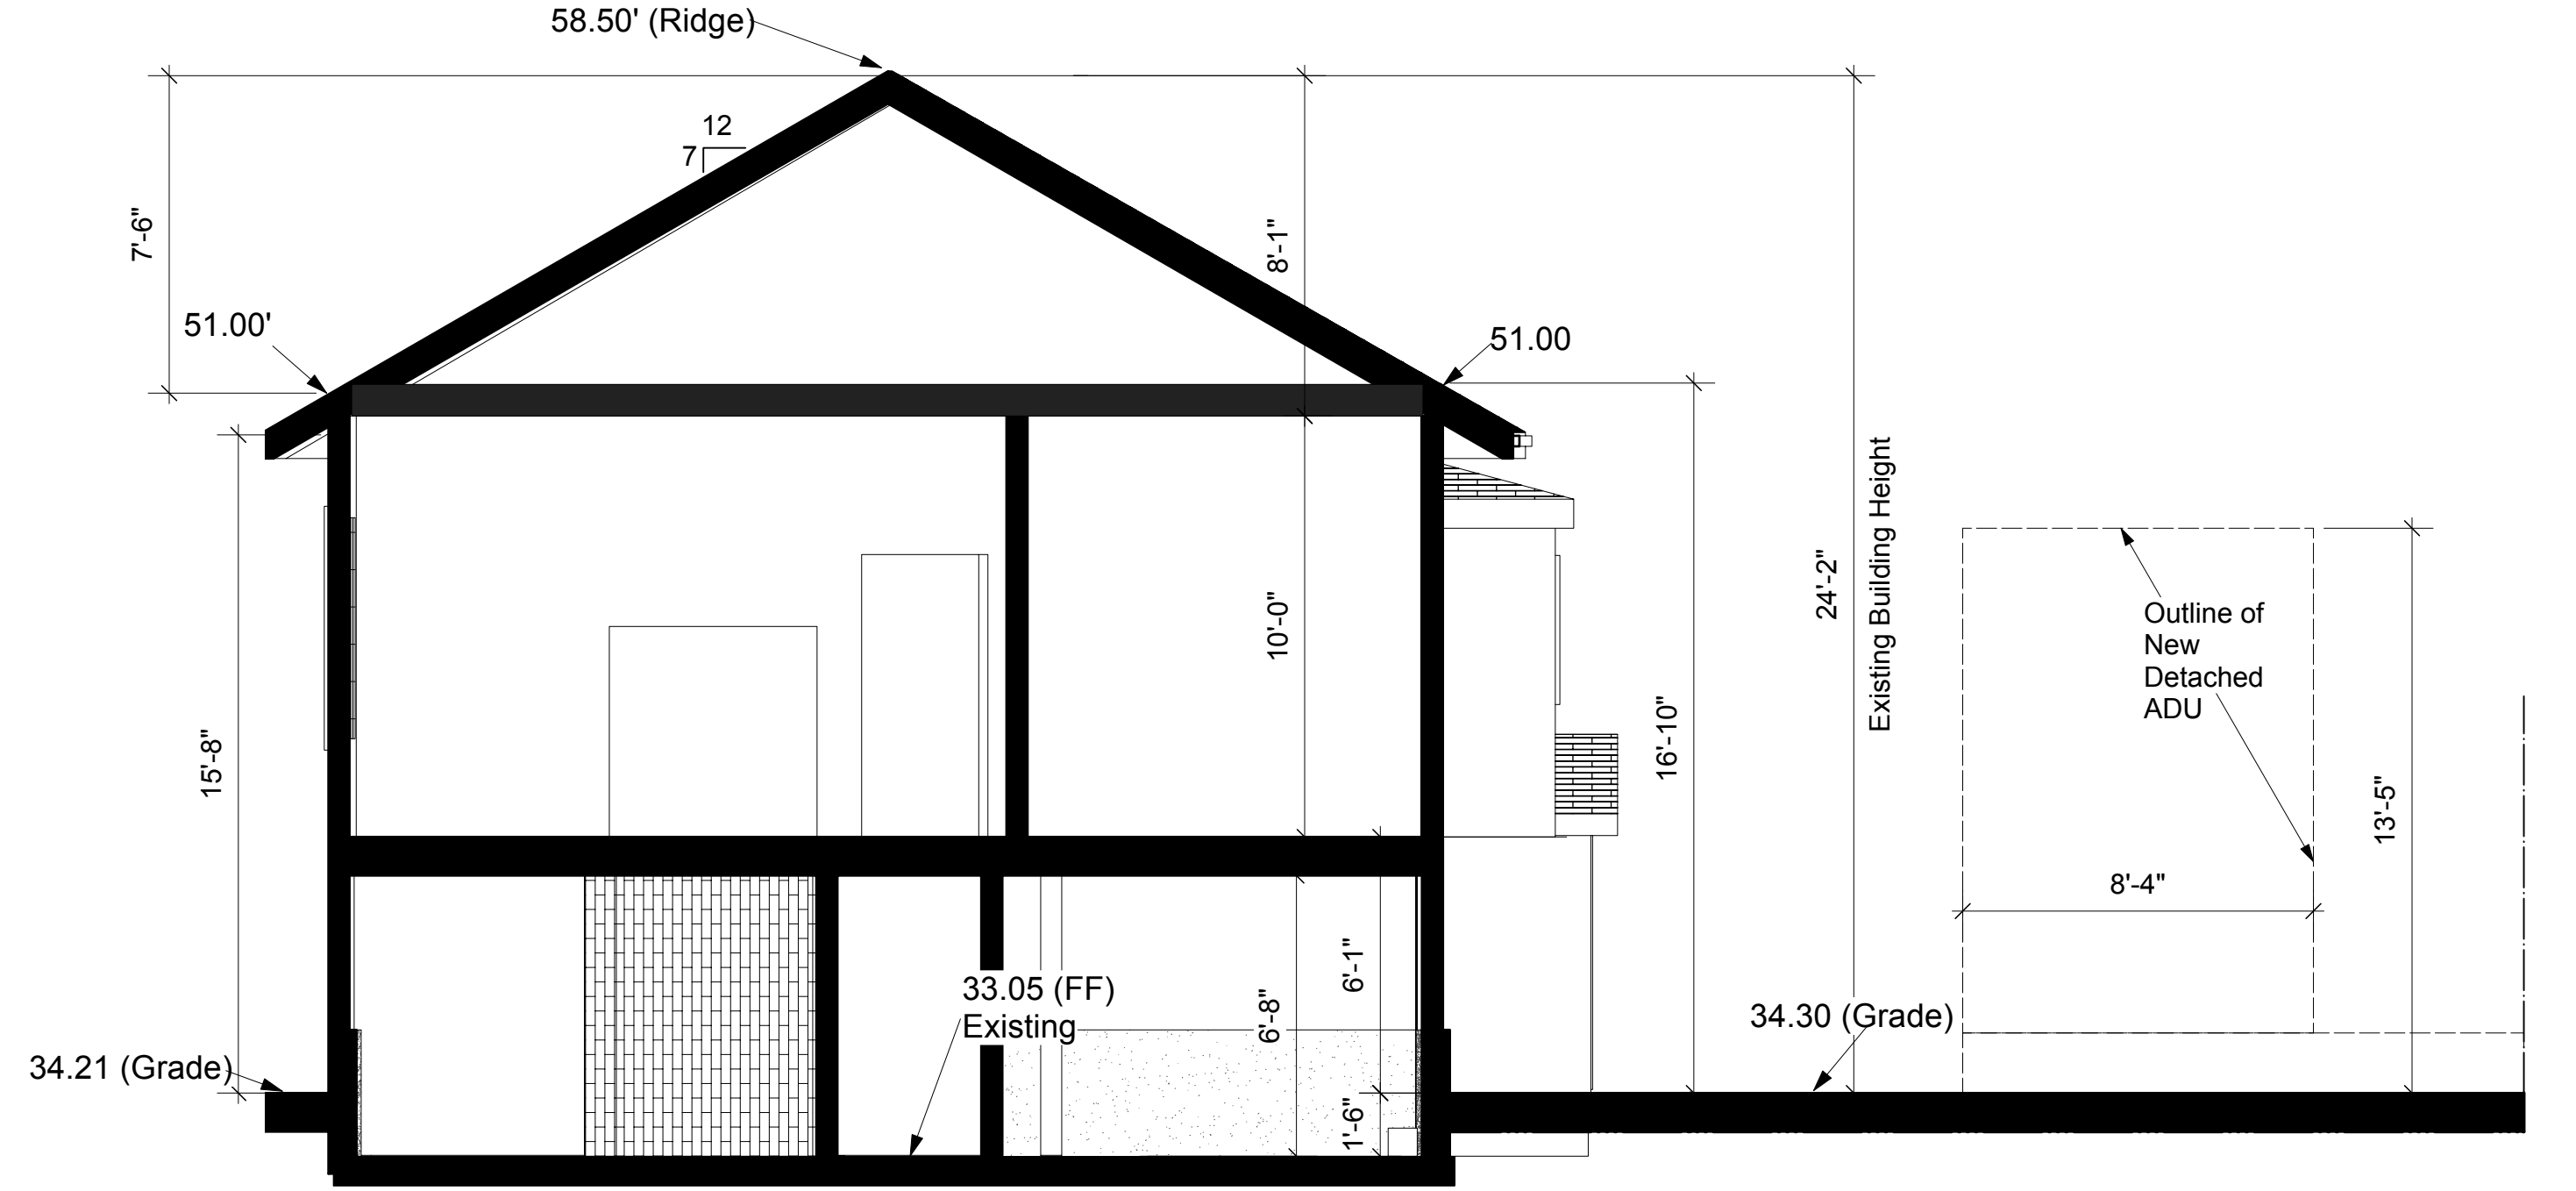 58.50' (Ridge)
12
7
7'-6"
8'-1"
51.00'
51.00
Existing Building Height
24'-2"
10'-0"
Outline of
New
Detached
ADU
15'-8"
16'-10"
13'-5"
8'-4"
6'-1"
33.05 (FF)
Existing
6'-8"
34.30 (Grade)
34.21 (Grade)
1'-6"